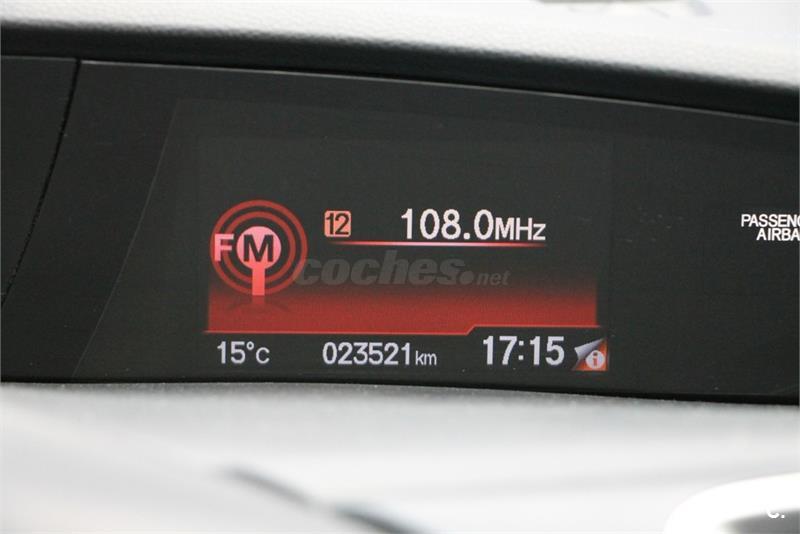 12 108.0MHz
FM
PASSENG
AIRBA
coches.net
15°C 023521km 17:15 i
C.